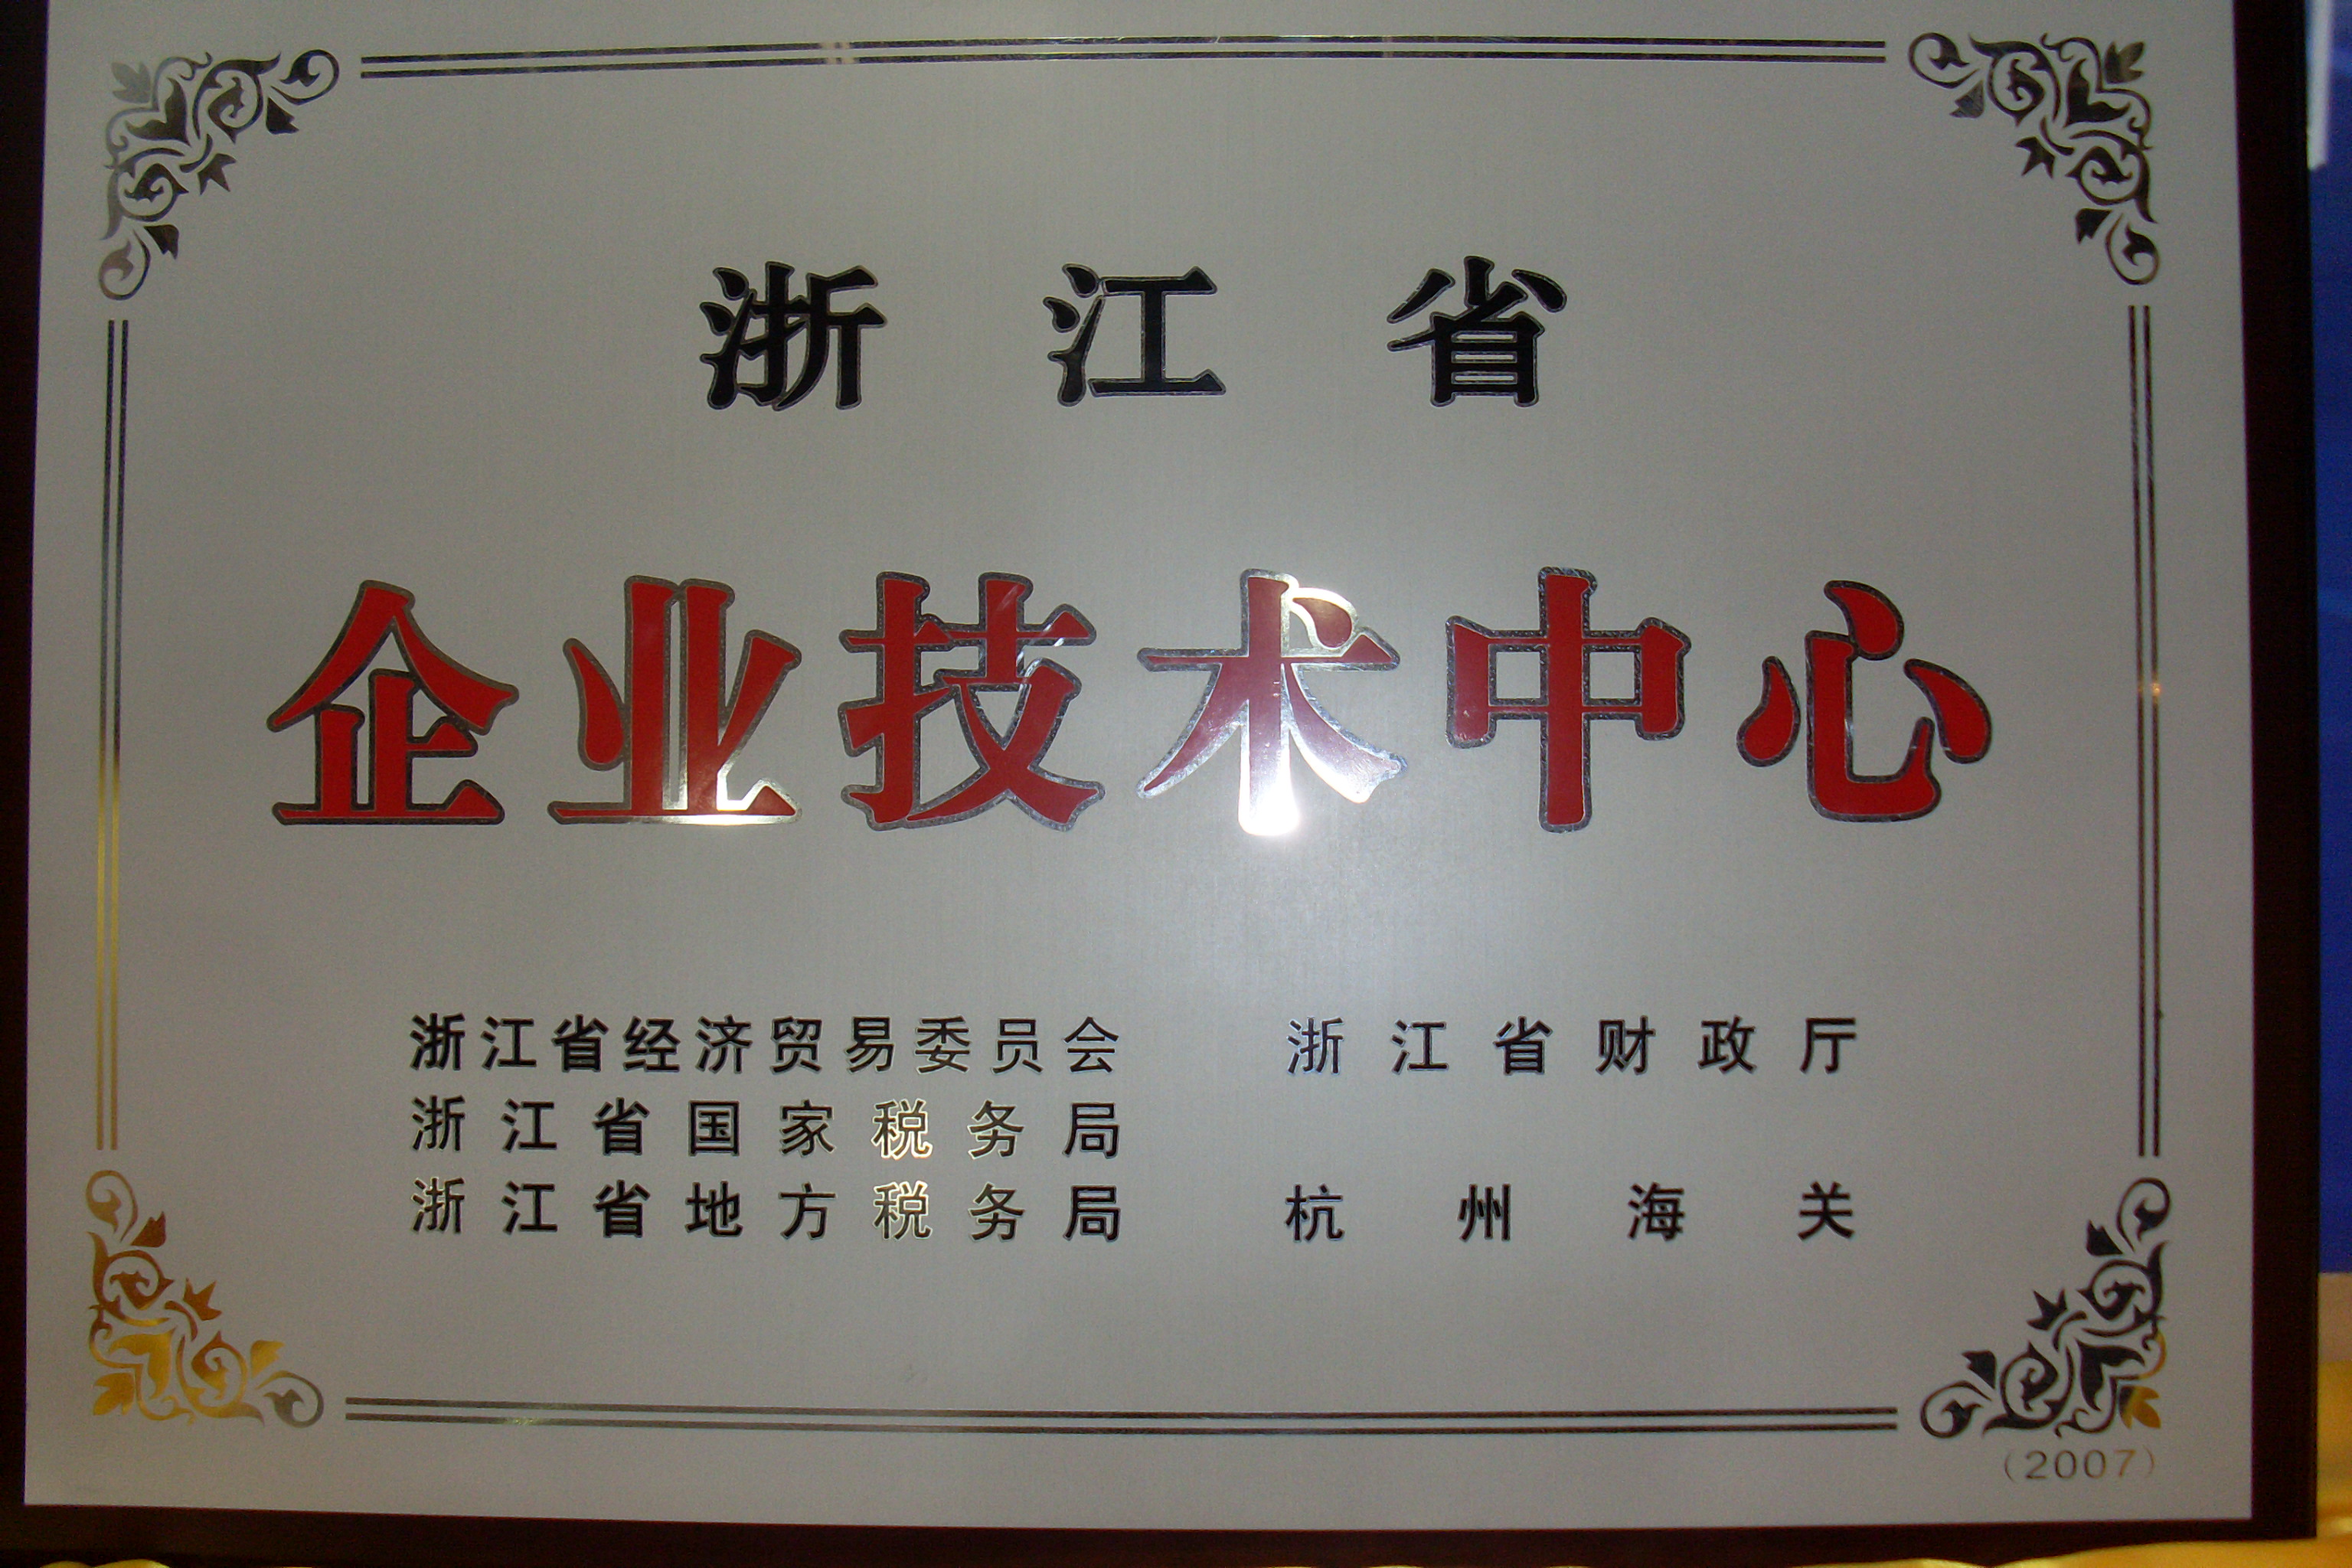 浙江省
企业技术中心
浙江省经济贸易委员会 浙江省财政厅
浙江省国家税务局
浙江省地方税务局 杭州海关
(2007)